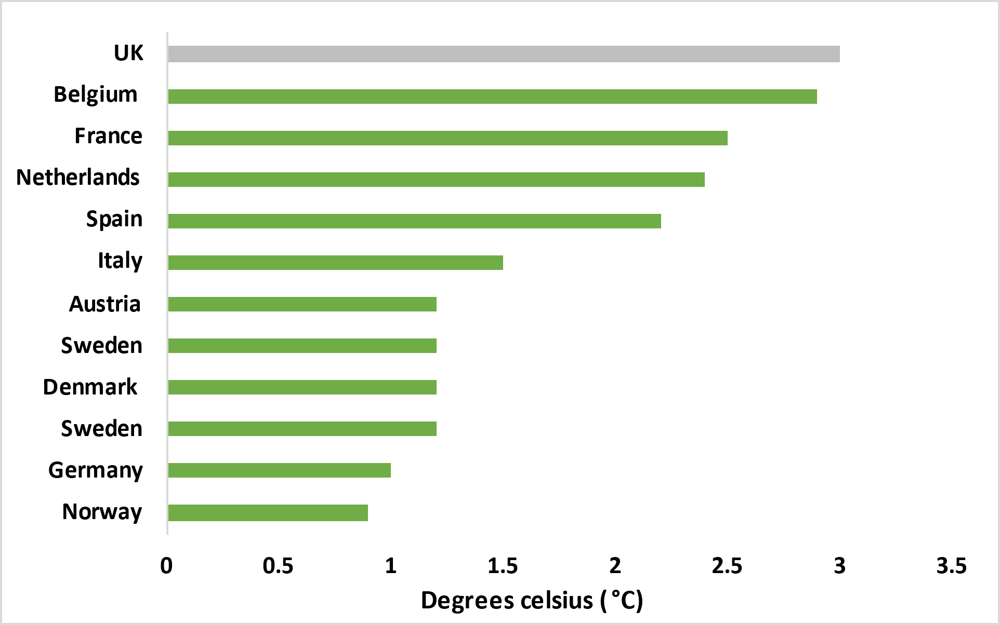 UK
Belgium
France
Netherlands
Spain
Italy
Austria
Sweden
Denmark
Sweden
Germany
Norway
0 0.5 1 1.5 2 2.5 3 3.5
Degrees celsius (°C)